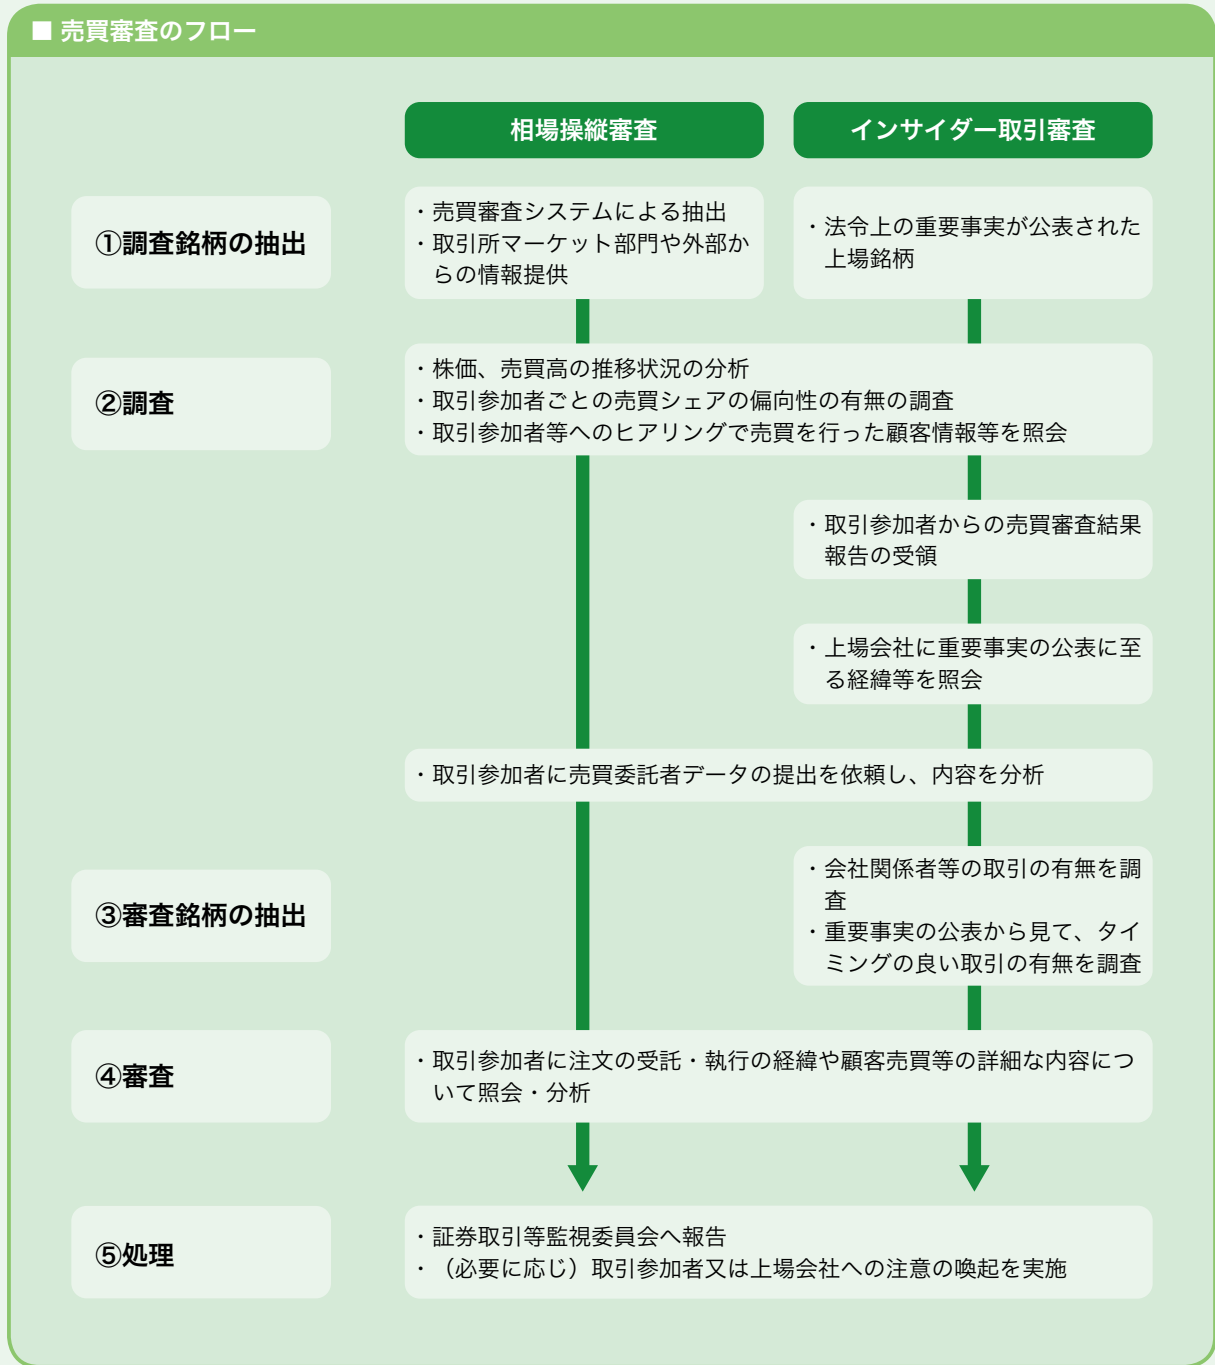 ■ 売買審査のフロー
相場操縦審査
インサイダー取引審査
①調査銘柄の抽出
・売買審査システムによる抽出
・取引所マーケット部門や外部か
らの情報提供
・法令上の重要事実が公表された
上場銘柄
②調査
・株価、売買高の推移状況の分析
・取引参加者ごとの売買シェアの偏向性の有無の調査
・取引参加者等へのヒアリングで売買を行った顧客情報等を照会
・取引参加者からの売買審査結果
報告の受領
・上場会社に重要事実の公表に至
る経緯等を照会
・取引参加者に売買委託者データの提出を依頼し、内容を分析
③審査銘柄の抽出
・会社関係者等の取引の有無を調
査
・重要事実の公表から見て、タイ
ミングの良い取引の有無を調査
④審査
・取引参加者に注文の受託・執行の経緯や顧客売買等の詳細な内容につ
いて照会・分析
⑤処理
・証券取引等監視委員会へ報告
・（必要に応じ）取引参加者又は上場会社への注意の喚起を実施